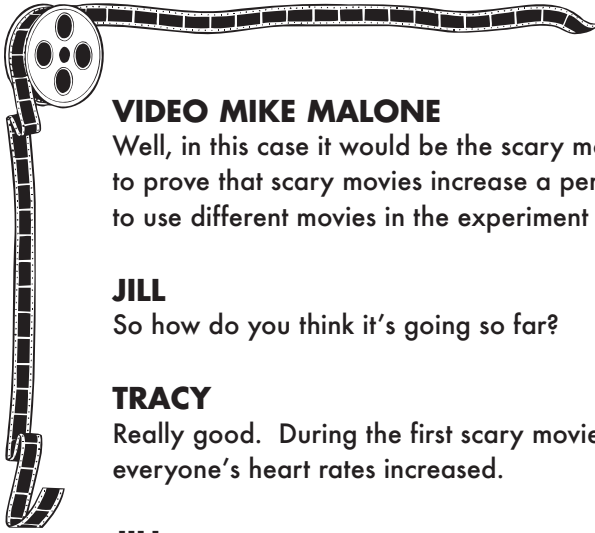 VIDEO MIKE MALONE
Well, in this case it would be the scary
to prove that scary movies increase a
to use different movies in the experiment
JILL
So how do you think it's going so far?
TRACY
Really good. During the first scary movie
everyone's heart rates increased.